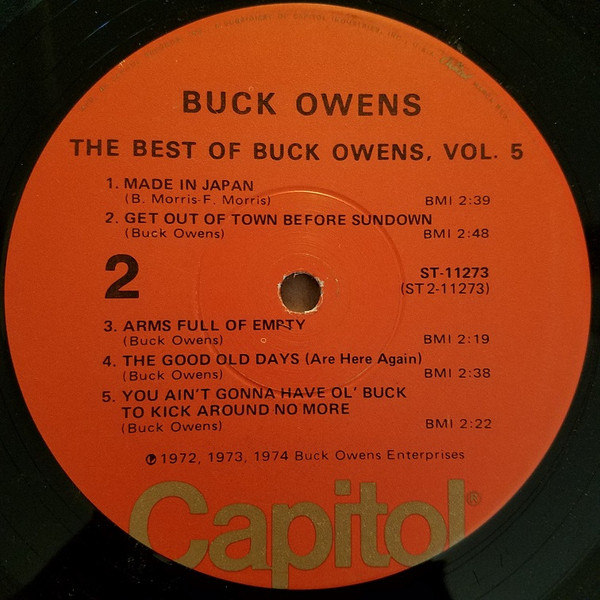 BUCK OWENS
THE BEST OF BUCK OWENS, VOL. 5
1. MADE IN JAPAN
(B. Morris-F. Morris) BMI 2:39
2. GET OUT OF TOWN BEFORE SUNDOWN
(Buck Owens) BMI 2:48
2
ST-11273
(ST2-11273)
3. ARMS FULL OF EMPTY
(Buck Owens) BMI 2:19
4. THE GOOD OLD DAYS (Are Here Again)
(Buck Owens) BMI 2:38
5. YOU AIN'T GONNA HAVE OL' BUCK
TO KICK AROUND NO MORE
(Buck Owens) BMI 2:22
℗1972, 1973, 1974 Buck Owens Enterprises
Capitol®